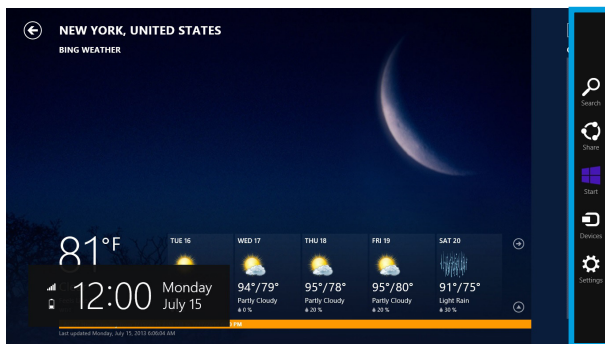 NEW YORK, UNITED STATES
BING WEATHER
Search
Share
Start
Devices
Settings
81°F
TUE 16
WED 17
THU 18
FRI 19
SAT 20
94°/79°
95°/78°
95°/80°
91°/75°
Partly Cloudy
Partly Cloudy
Partly Cloudy
Light Rain
0 %
20 %
20 %
30 %
12:00
Monday
July 15
PM
Last updated Monday, July 15, 2013 6:06:04 AM